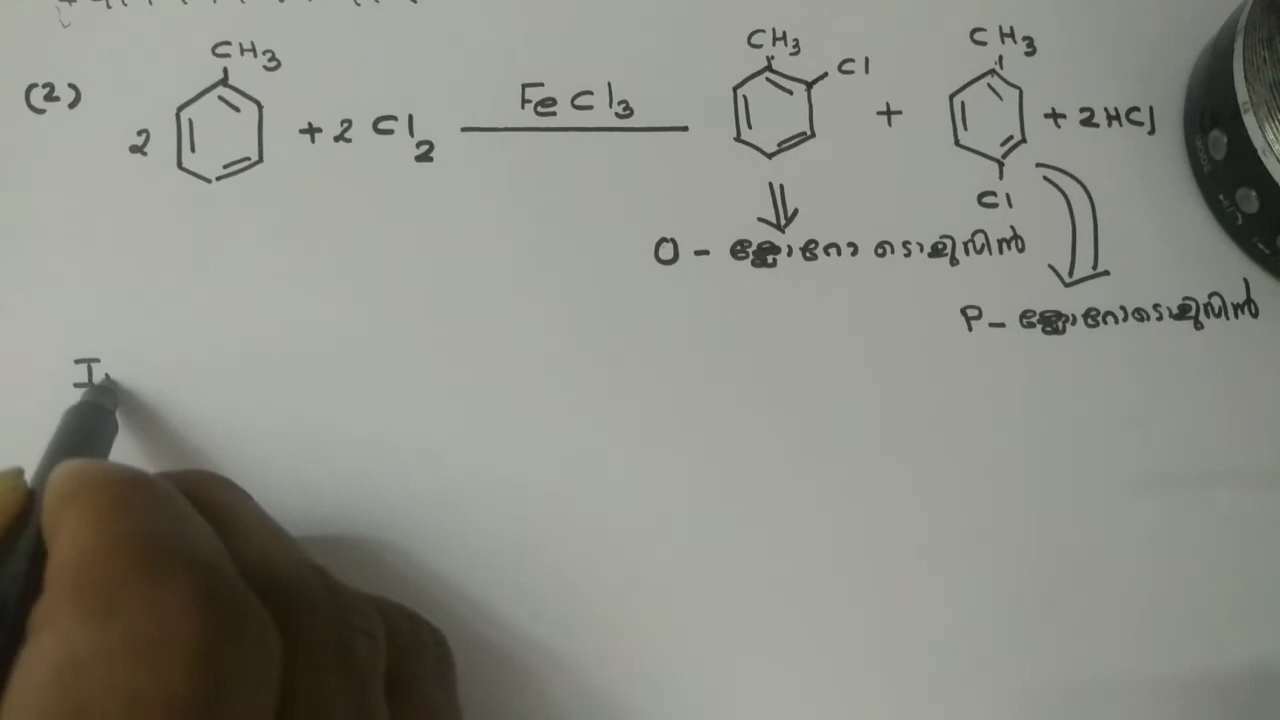 CH3 CH3 CH3
(2) 2 + 2 Cl2 FeCl3 Cl + Cl + 2HCl
O - ക്ലോറോ ടൊളുവിൻ
P - ക്ലോറോടൊളുവിൻ
I